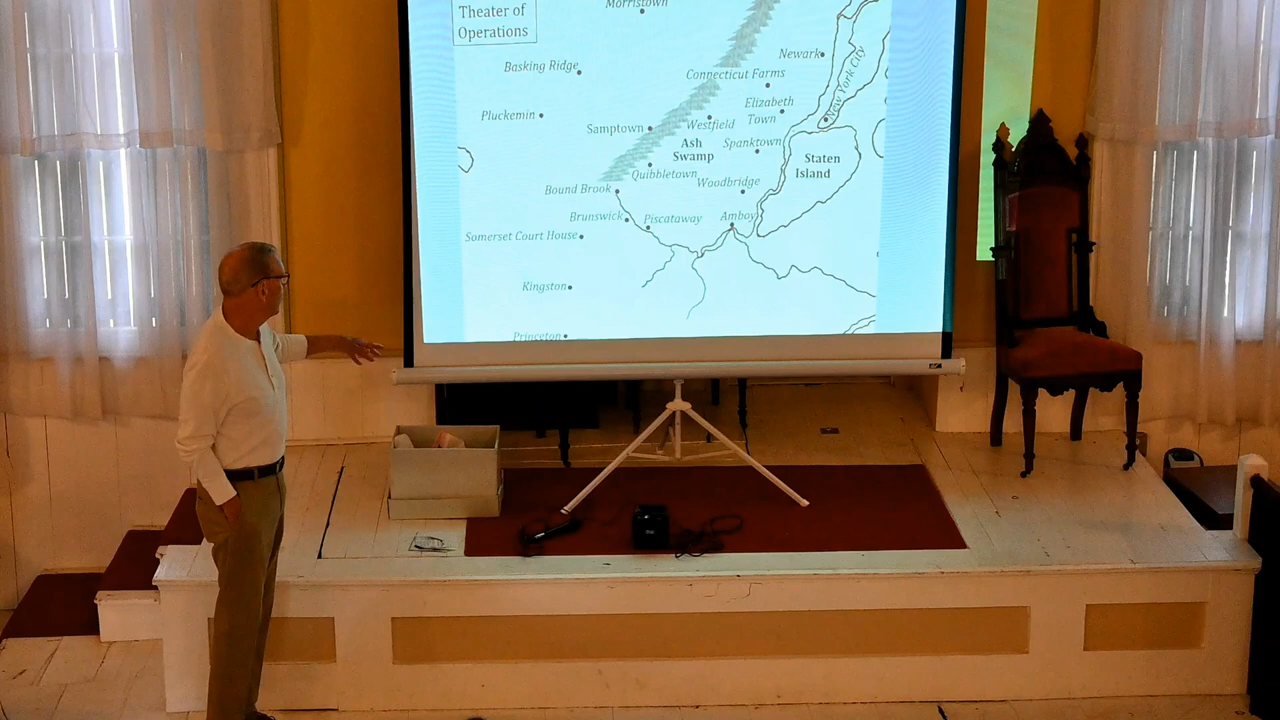 Theater of
Operations
Morristown
Newark
Basking Ridge
Connecticut Farms
New York City
Elizabeth
Town
Pluckemin
Samptown
Westfield
Ash
Swamp
Spanktown
Staten
Island
Quibbletown
Woodbridge
Bound Brook
Brunswick
Piscataway
Amboy
Somerset Court House
Kingston
Princeton